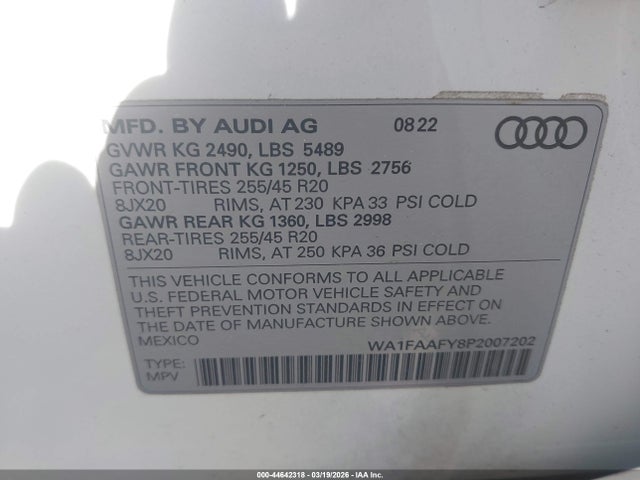 MFD. BY AUDI AG 08 22
GVWR KG 2490, LBS 5489
GAWR FRONT KG 1250, LBS 2756
FRONT-TIRES 255/45 R20
8JX20 RIMS, AT 230 KPA 33 PSI COLD
GAWR REAR KG 1360, LBS 2998
REAR-TIRES 255/45 R20
8JX20 RIMS, AT 250 KPA 36 PSI COLD
THIS VEHICLE CONFORMS TO ALL APPLICABLE
U.S. FEDERAL MOTOR VEHICLE SAFETY AND
THEFT PREVENTION STANDARDS IN EFFECT ON
THE DATE OF MANUFACTURE SHOWN ABOVE.
MEXICO WA1FAAFY8P2007202
TYPE:
MPV
000-44642318 - 03/19/2026 - IAA Inc.